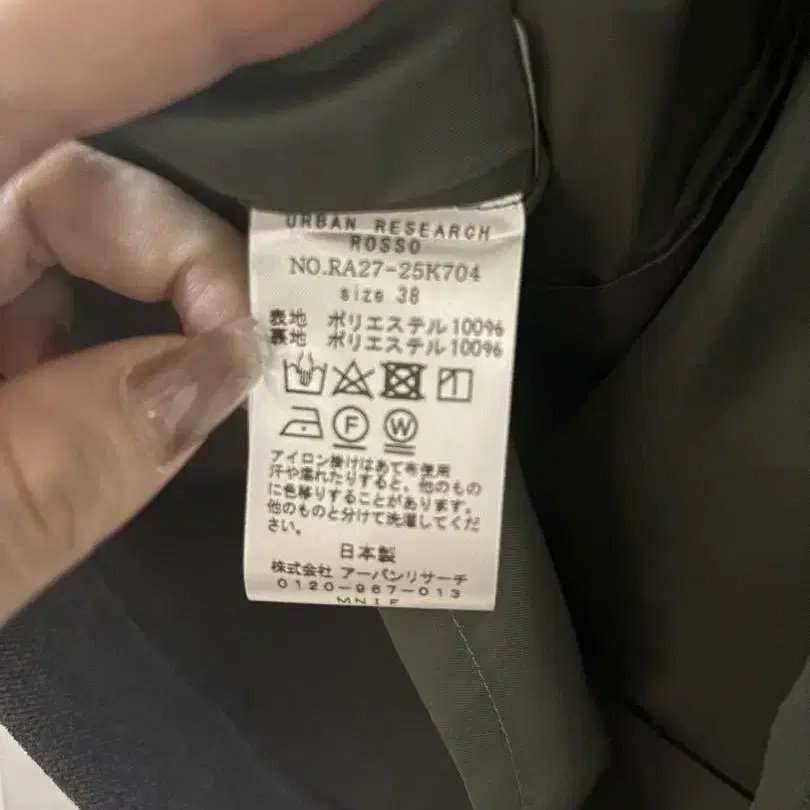 URBAN RESEARCH
ROSSO
NO.RA27-25K704
size 38
表地 ポリエステル100%
裏地 ポリエステル100%
F W
アイロン掛けはあて布使用
汗や濡れたりすると、他のもの
に色移りすることがあります。
他のものと分けて洗濯してくだ
さい。
日本製
株式会社 アーバンリサーチ
0120-967-013